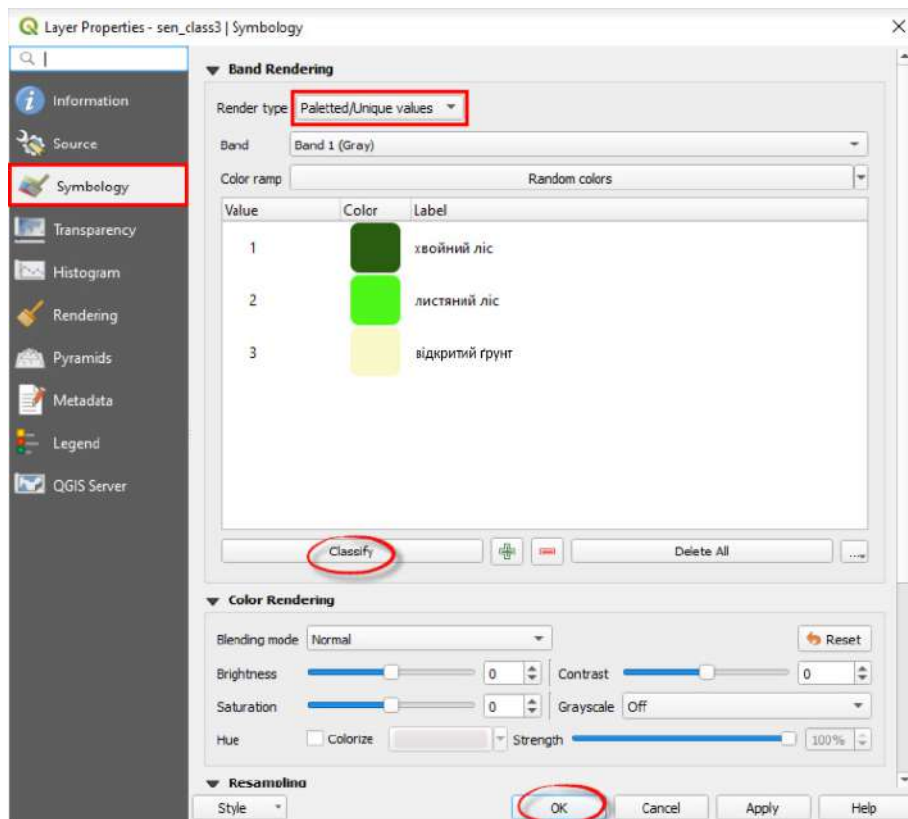 Layer Properties - sen_class3 | Symbology
Information
Source
Symbology
Transparency
Histogram
Rendering
Pyramids
Metadata
Legend
QGIS Server
Band Rendering
Render type Paletted/Unique values
Band Band 1 (Gray)
Color ramp Random colors
Value Color Label
1 хвойний ліс
2 листяний ліс
3 відкритий ґрунт
Classify Delete All ...
Color Rendering
Blending mode Normal Reset
Brightness 0 Contrast 0
Saturation 0 Grayscale Off
Hue Colorize Strength 100%
Resampling
Style OK Cancel Apply Help